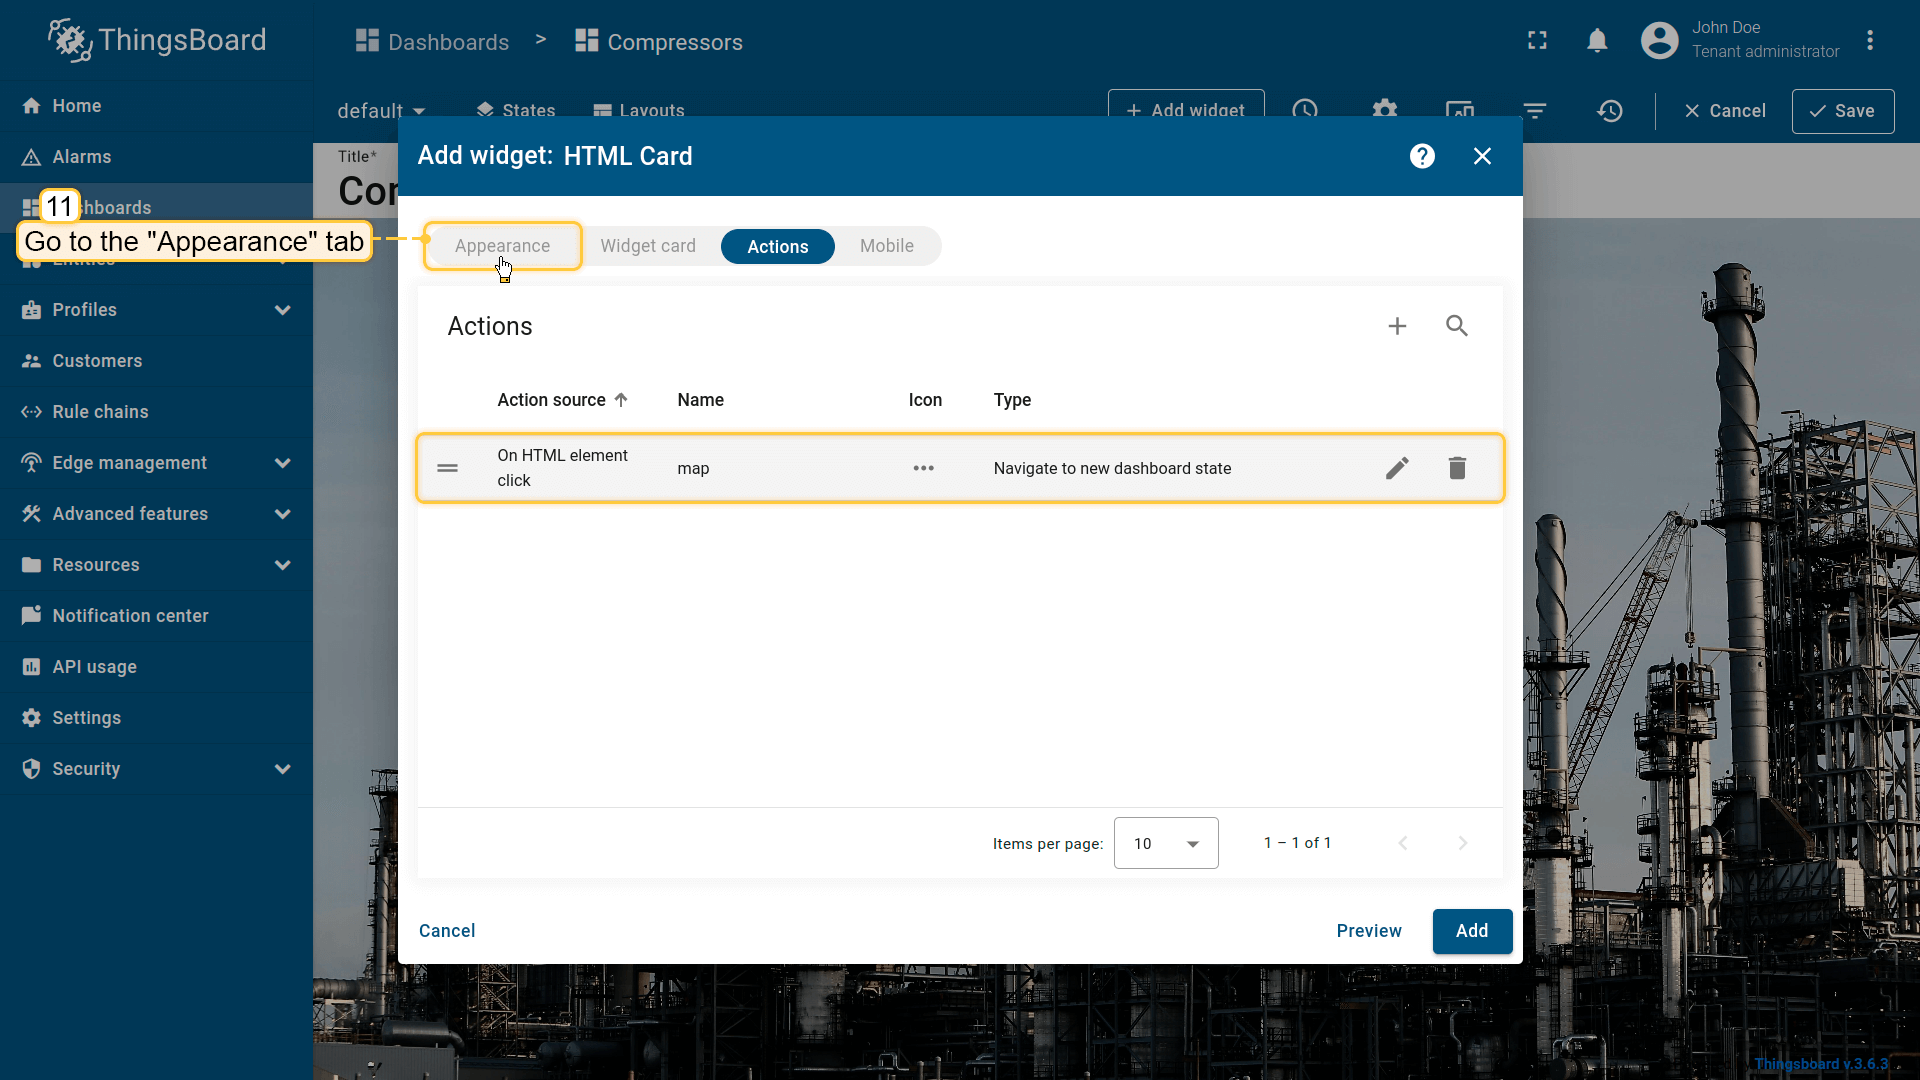 ThingsBoard
Dashboards > Compressors
John Doe
Tenant administrator
Home
Alarms
hboards
Profiles
Customers
Rule chains
Edge management
Advanced features
Resources
Notification center
API usage
Settings
Security
default
States
Layouts
+ Add widget
Cancel
Save
Title*
Cor
11
Go to the "Appearance" tab
Add widget: HTML Card
Appearance
Widget card
Actions
Mobile
Actions
Action source
Name
Icon
Type
On HTML element
click
map
Navigate to new dashboard state
Items per page:
10
1 – 1 of 1
Cancel
Preview
Add
Thingsboard v.3.6.3